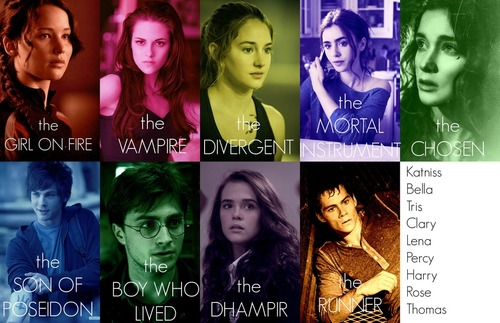 the
GIRL ON FIRE
the
VAMPIRE
the
DIVERGENT
the
MORTAL
INSTRUMENT
the
CHOSEN
the
SON OF
POSEIDON
the
BOY WHO
LIVED
the
DHAMPIR
the
RUNNER
Katniss
Bella
Tris
Clary
Lena
Percy
Harry
Rose
Thomas